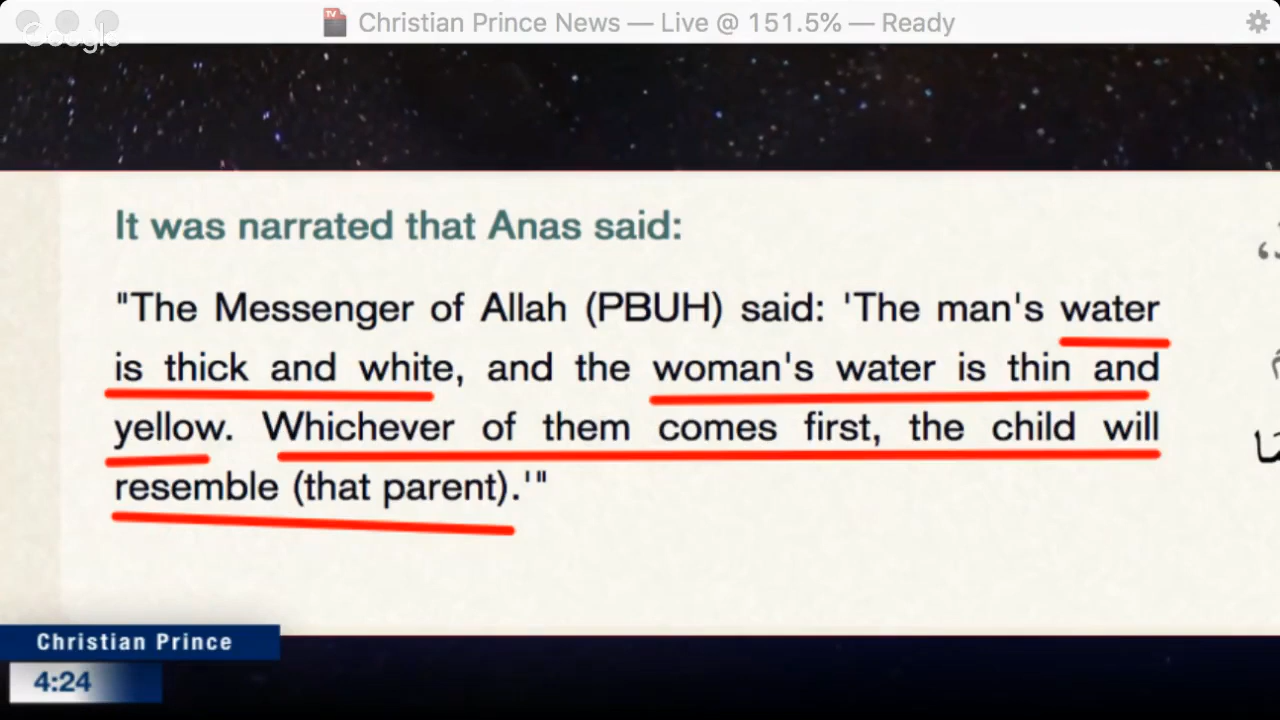 Christian Prince News — Live @ 151.5% — Ready
Google
It was narrated that Anas said:
"The Messenger of Allah (PBUH) said: 'The man's water
is thick and white, and the woman's water is thin and
yellow. Whichever of them comes first, the child will
resemble (that parent).'"
Christian Prince
4:24